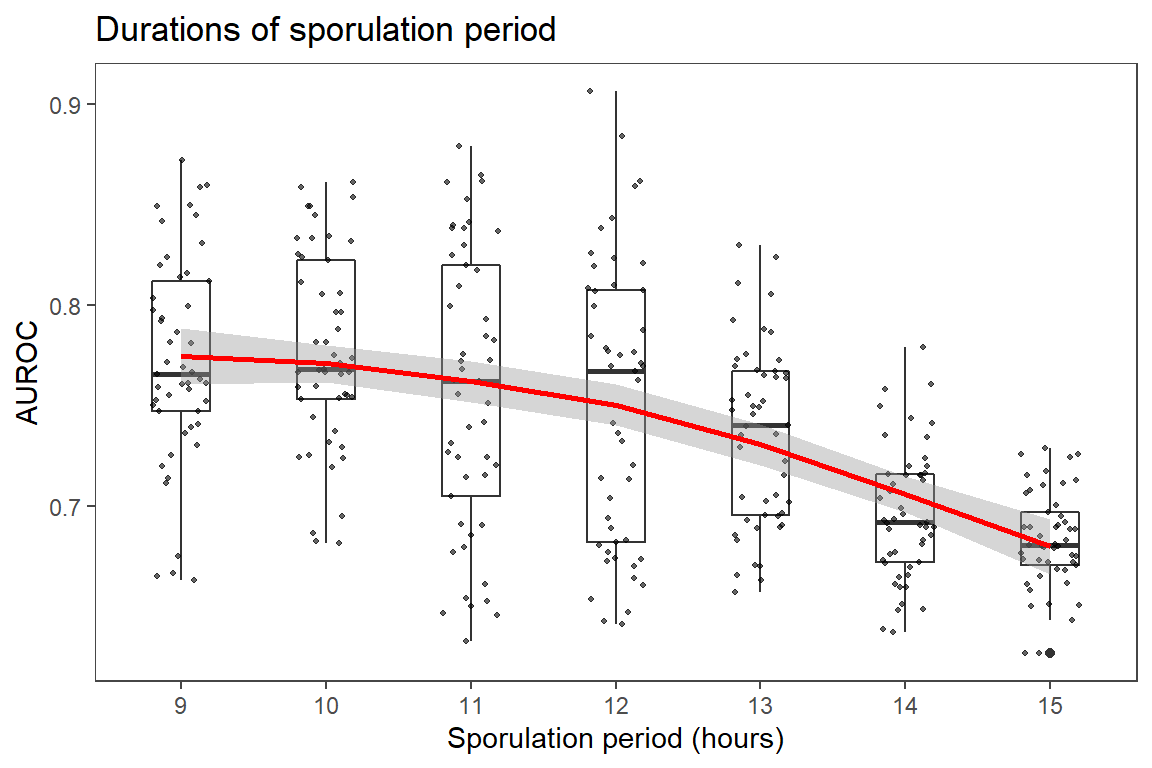 Durations of sporulation period
AUROC
0.9
0.8
0.7
9 10 11 12 13 14 15
Sporulation period (hours)